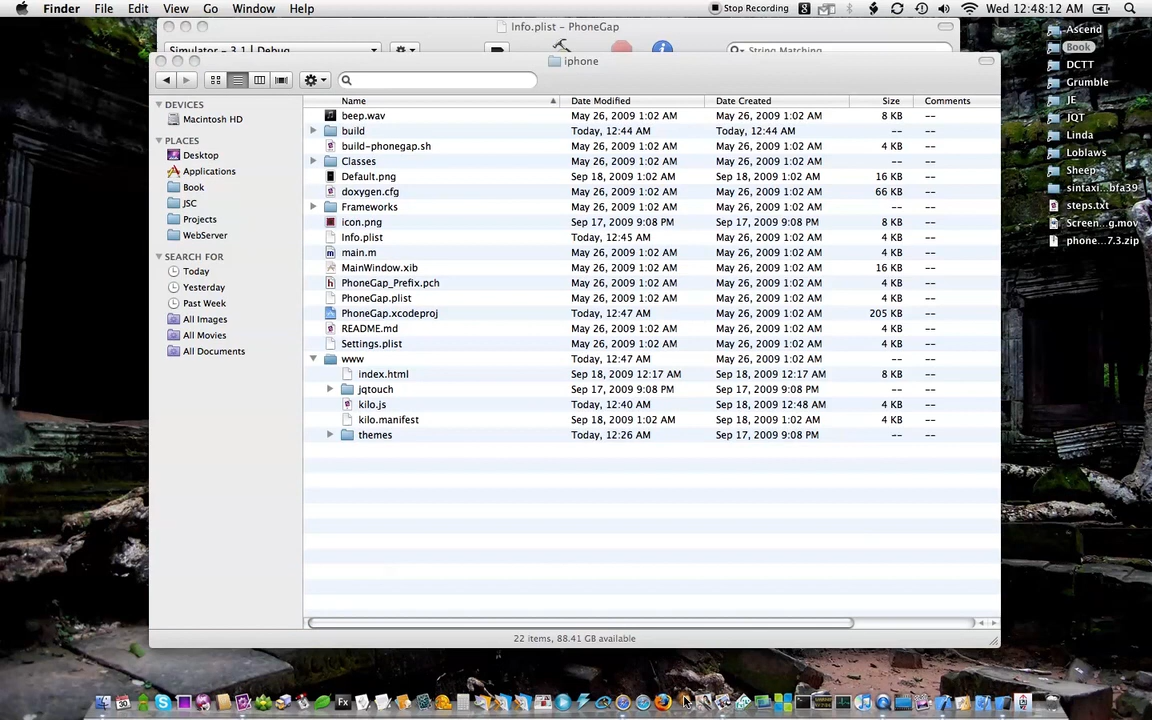 Finder File Edit View Go Window Help Stop Recording Wed 12:48:12 AM
Info.plist - PhoneGap
Simulator - 3.1 | Debug
String Matching
iphone
Name Date Modified Date Created Size Comments
DEVICES
Macintosh HD
PLACES
Desktop
Applications
Book
JSC
Projects
WebServer
SEARCH FOR
Today
Yesterday
Past Week
All Images
All Movies
All Documents
beep.wav May 26, 2009 1:02 AM May 26, 2009 1:02 AM 8 KB --
build Today, 12:44 AM Today, 12:44 AM -- --
build-phonegap.sh May 26, 2009 1:02 AM May 26, 2009 1:02 AM 4 KB --
Classes May 26, 2009 1:02 AM May 26, 2009 1:02 AM -- --
Default.png Sep 18, 2009 1:02 AM Sep 18, 2009 1:02 AM 16 KB --
doxygen.cfg May 26, 2009 1:02 AM May 26, 2009 1:02 AM 66 KB --
Frameworks May 26, 2009 1:02 AM May 26, 2009 1:02 AM -- --
icon.png Sep 17, 2009 9:08 PM Sep 17, 2009 9:08 PM 8 KB --
Info.plist Today, 12:45 AM May 26, 2009 1:02 AM 4 KB --
main.m May 26, 2009 1:02 AM May 26, 2009 1:02 AM 4 KB --
MainWindow.xib May 26, 2009 1:02 AM May 26, 2009 1:02 AM 16 KB --
PhoneGap_Prefix.pch May 26, 2009 1:02 AM May 26, 2009 1:02 AM 4 KB --
PhoneGap.plist May 26, 2009 1:02 AM May 26, 2009 1:02 AM 4 KB --
PhoneGap.xcodeproj Today, 12:47 AM May 26, 2009 1:02 AM 205 KB --
README.md May 26, 2009 1:02 AM May 26, 2009 1:02 AM 4 KB --
Settings.plist May 26, 2009 1:02 AM May 26, 2009 1:02 AM 4 KB --
www Today, 12:47 AM May 26, 2009 1:02 AM -- --
index.html Sep 18, 2009 12:17 AM Sep 18, 2009 12:17 AM 8 KB --
jqtouch Sep 17, 2009 9:08 PM Sep 17, 2009 9:08 PM -- --
kilo.js Today, 12:40 AM Sep 18, 2009 12:48 AM 4 KB --
kilo.manifest Sep 18, 2009 1:02 AM Sep 18, 2009 1:02 AM 4 KB --
themes Today, 12:26 AM Sep 17, 2009 9:08 PM -- --
22 items, 88.41 GB available
Ascend
Book
DCTT
Grumble
JE
JQT
Linda
Loblaws
Sheep
sintaxi...bfa39
steps.txt
Screen...g.mov
phone...7.3.zip